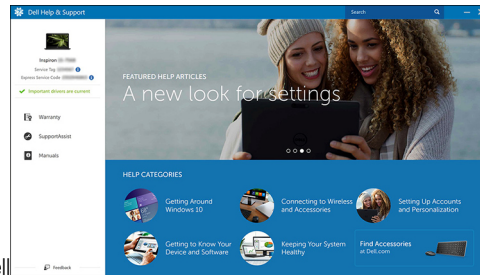 Dell Help & Support
Search
Inspiron
Service Tag
Express Service Code
Important drivers are current
Warranty
SupportAssist
Manuals
Feedback
FEATURED HELP ARTICLES
A new look for settings
HELP CATEGORIES
Getting Around
Windows 10
Connecting to Wireless
and Accessories
Setting Up Accounts
and Personalization
Getting to Know Your
Device and Software
Keeping Your System
Healthy
Find Accessories
at Dell.com
ell